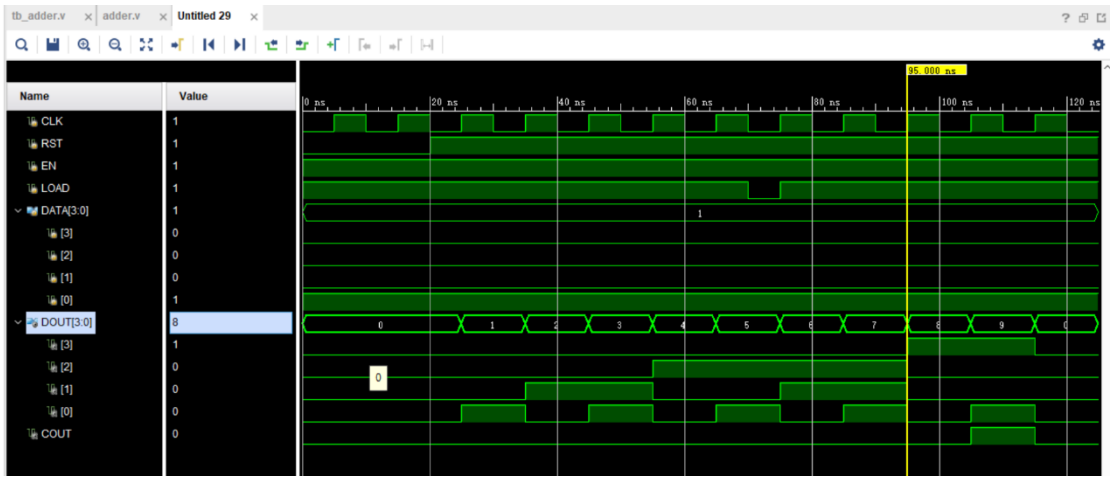 tb_adder.v × adder.v × Untitled 29 × ?
95.000 ns
Name Value
0 ns 20 ns 40 ns 60 ns 80 ns 100 ns 120 ns
CLK 1
RST 1
EN 1
LOAD 1
DATA[3:0] 1 1
[3] 0
[2] 0
[1] 0
[0] 1
DOUT[3:0] 8 0 1 2 3 4 5 6 7 8 9 0
[3] 1
[2] 0
0
[1] 0
[0] 0
COUT 0